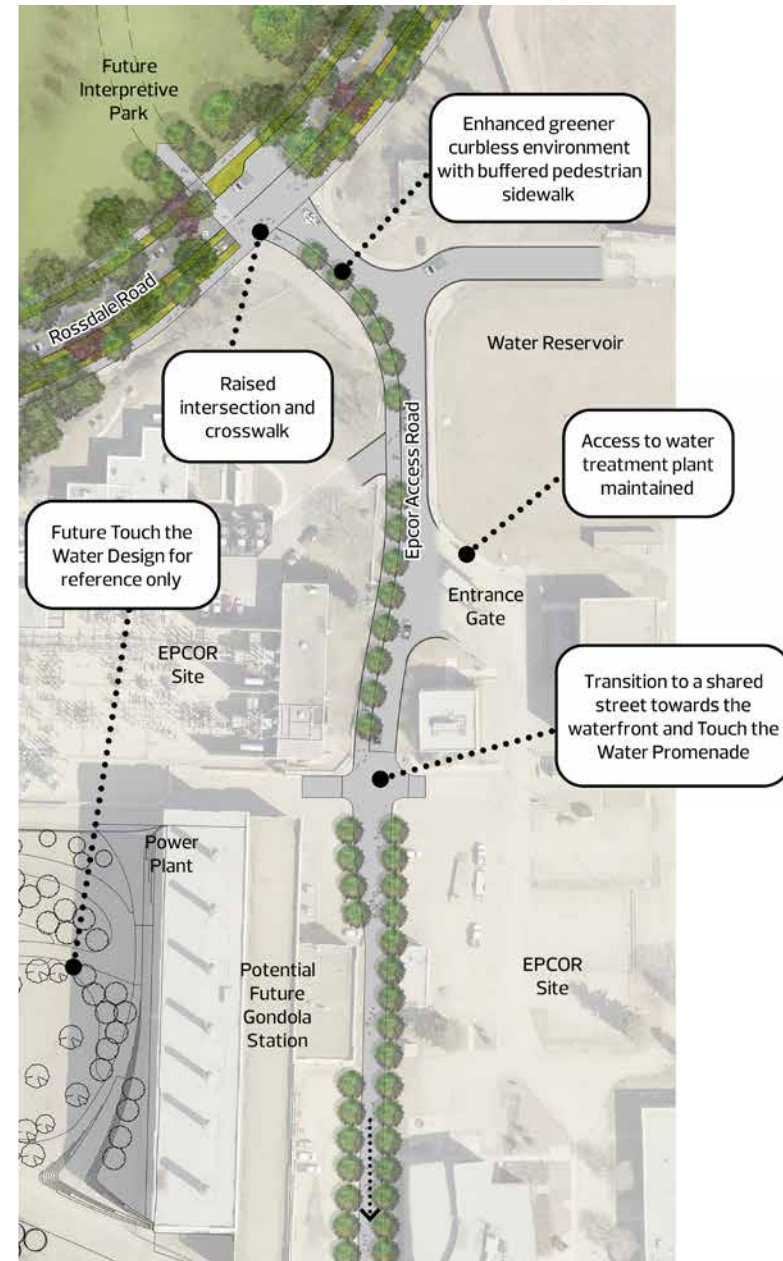 Future
Interpretive
Park
Enhanced greener
curbless environment
with buffered pedestrian
sidewalk
Rossdale Road
Water Reservoir
Raised
intersection and
crosswalk
Epcor Access Road
Access to water
treatment plant
maintained
Future Touch the
Water Design for
reference only
Entrance
Gate
EPCOR
Site
Transition to a shared
street towards the
waterfront and Touch the
Water Promenade
Power
Plant
Potential
Future
Gondola
Station
EPCOR
Site